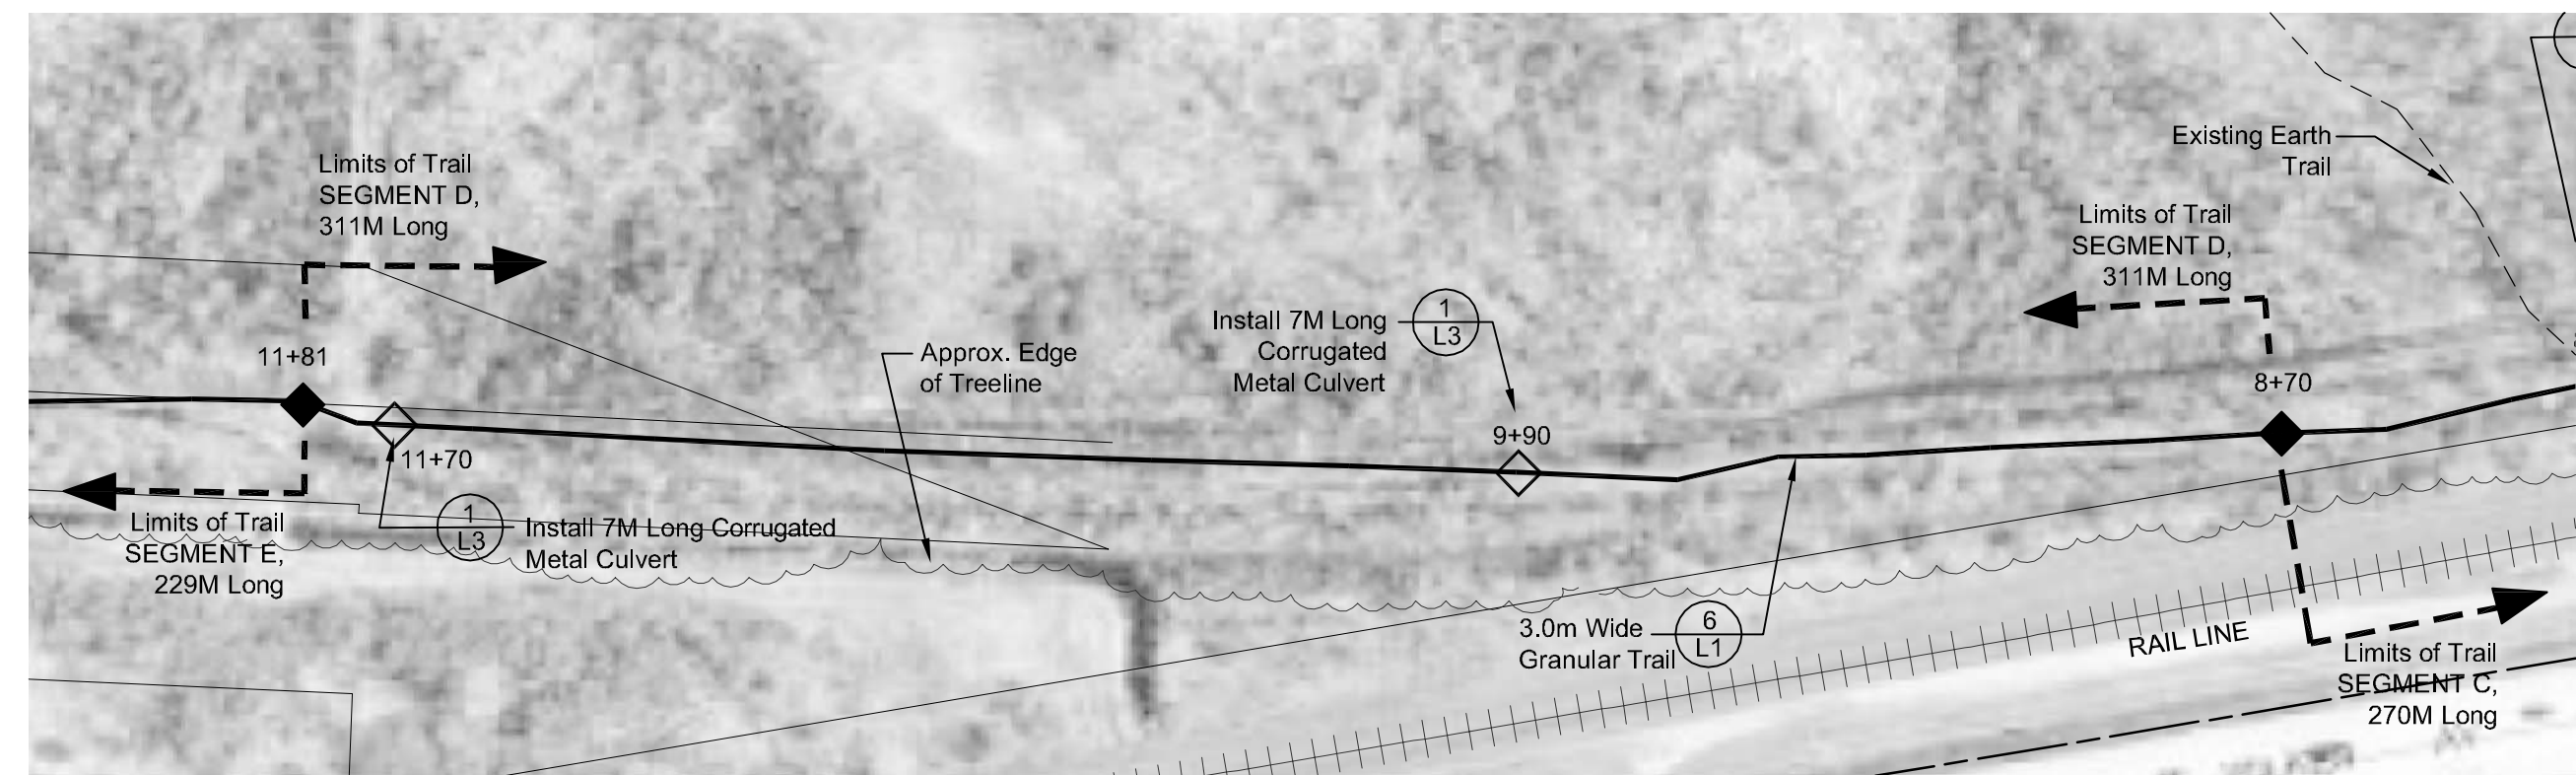 Limits of Trail
SEGMENT D,
311M Long
11+81
11+70
Limits of Trail
SEGMENT E,
229M Long
1
L3
Install 7M Long Corrugated
Metal Culvert
Approx. Edge
of Treeline
Install 7M Long
Corrugated
Metal Culvert
1
L3
9+90
3.0m Wide
Granular Trail
6
L1
Existing Earth
Trail
Limits of Trail
SEGMENT D,
311M Long
8+70
RAIL LINE
Limits of Trail
SEGMENT C,
270M Long